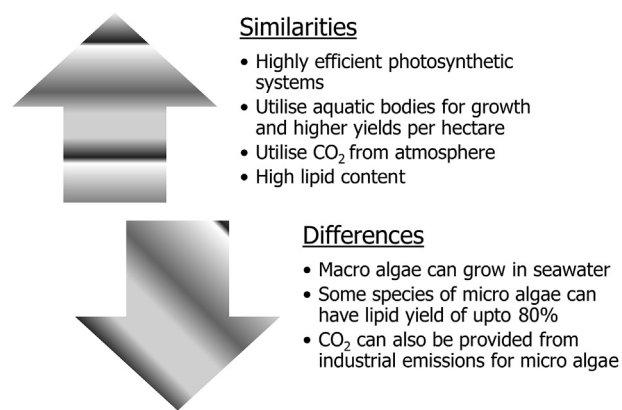 Similarities
• Highly efficient photosynthetic
systems
• Utilise aquatic bodies for growth
and higher yields per hectare
• Utilise CO₂ from atmosphere
• High lipid content
Differences
• Macro algae can grow in seawater
• Some species of micro algae can
have lipid yield of upto 80%
• CO₂ can also be provided from
industrial emissions for micro algae